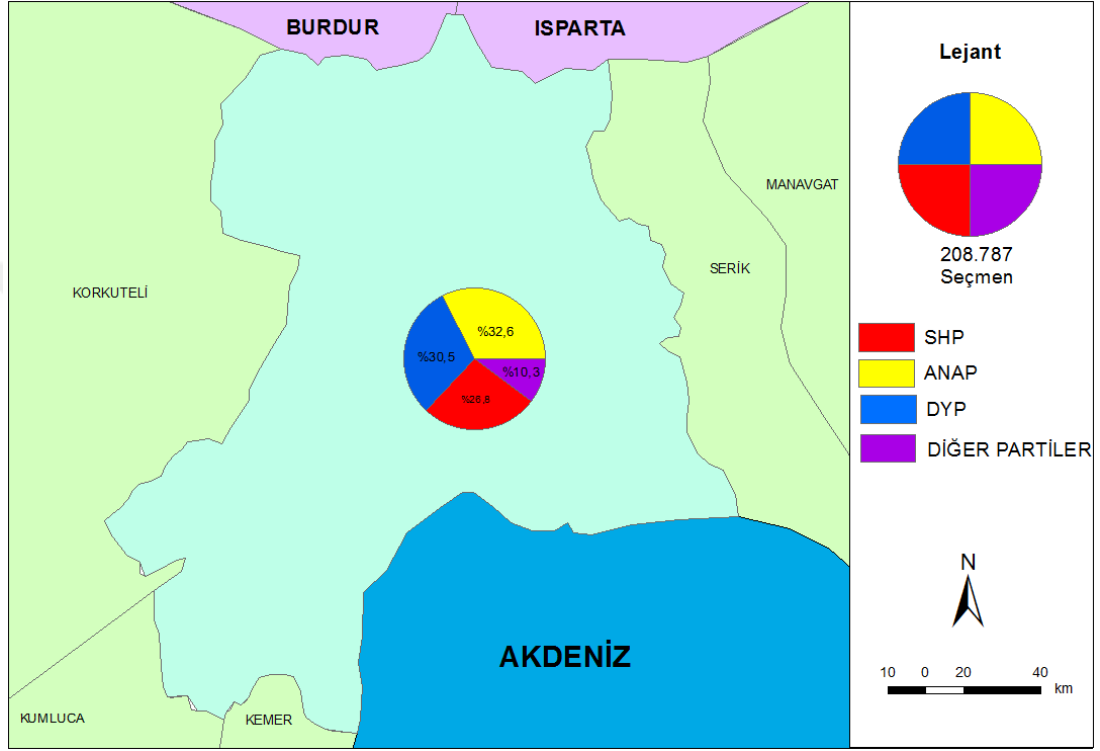 BURDUR
ISPARTA
KORKUTELİ
MANAVGAT
SERİK
%32,6
%30,5
%10,3
%26,8
AKDENİZ
KUMLUCA
KEMER
Lejant
208.787
Seçmen
SHP
ANAP
DYP
DİĞER PARTİLER
N
10 0 20 40
km